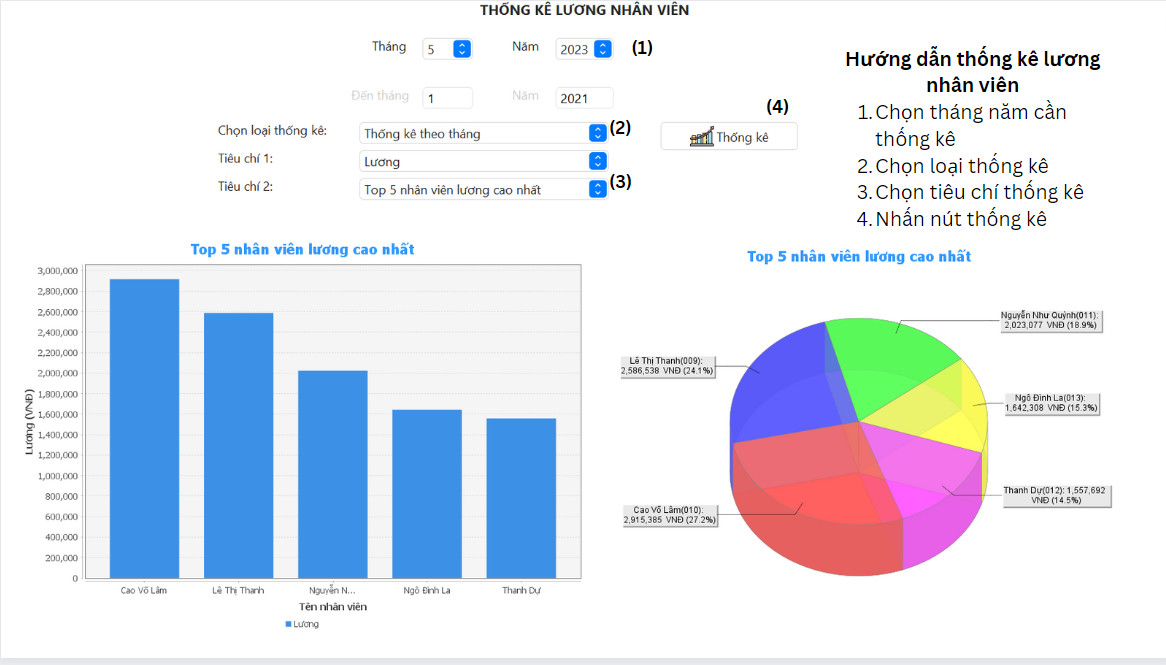 THỐNG KÊ LƯƠNG NHÂN VIÊN
Tháng 5 Năm 2023 (1)
Đến tháng 1 Năm 2021
Chọn loại thống kê: Thống kê theo tháng (2)
Tiêu chí 1: Lương
Tiêu chí 2: Top 5 nhân viên lương cao nhất (3)
(4)
Thống kê
Hướng dẫn thống kê lương
nhân viên
1. Chọn tháng năm cần
thống kê
2. Chọn loại thống kê
3. Chọn tiêu chí thống kê
4. Nhấn nút thống kê
Top 5 nhân viên lương cao nhất
Lương (VNĐ)
3,000,000
2,800,000
2,600,000
2,400,000
2,200,000
2,000,000
1,800,000
1,600,000
1,400,000
1,200,000
1,000,000
800,000
600,000
400,000
200,000
0
Cao Võ Lâm Lê Thị Thanh Nguyễn N... Ngô Đình La Thanh Dự
Tên nhân viên
Lương
Top 5 nhân viên lương cao nhất
Nguyễn Như Quỳnh(011):
2,023,077 VNĐ (18.9%)
Lê Thị Thanh(009):
2,586,538 VNĐ (24.1%)
Ngô Đình La(013):
1,642,308 VNĐ (15.3%)
Thanh Dự(012): 1,557,692
VNĐ (14.5%)
Cao Võ Lâm(010):
2,915,385 VNĐ (27.2%)